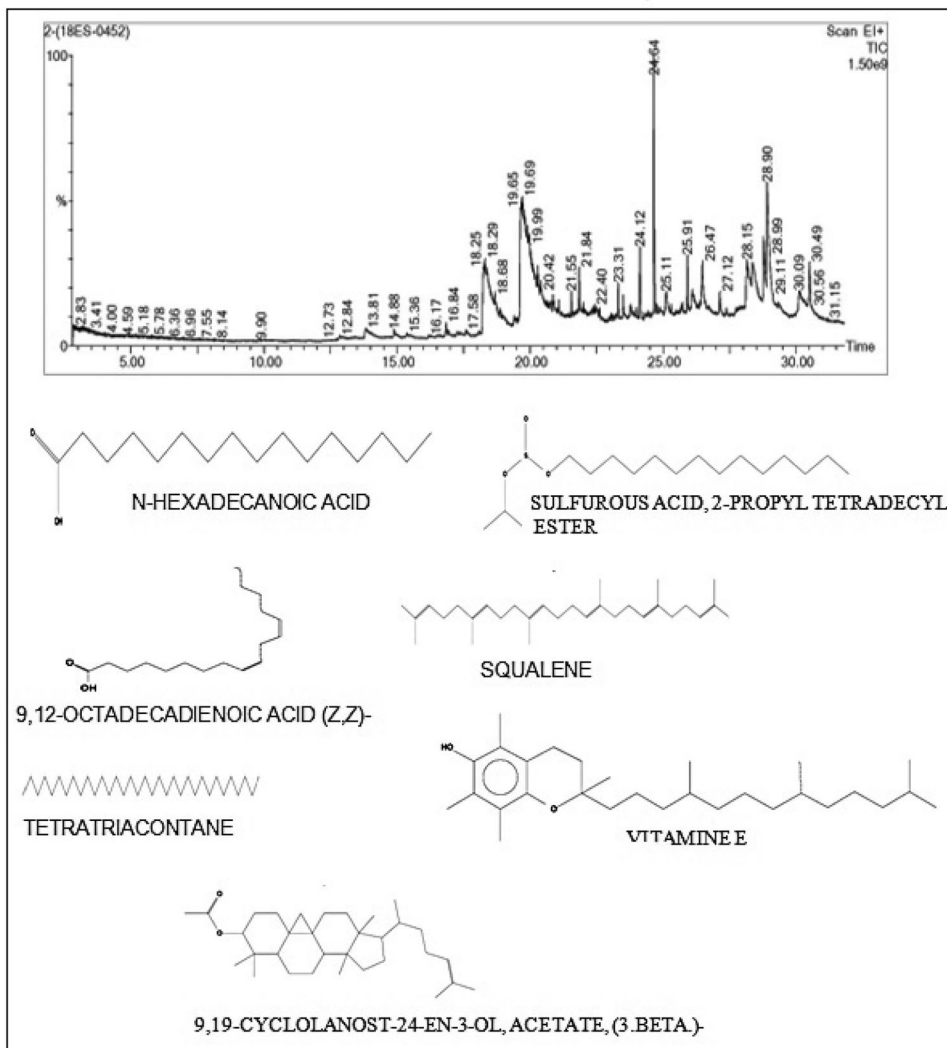 2-(18ES-0452)
Scan EI+
TIC
1.50e9
100
%
0
2.83
3.41
4.00
4.59
5.18
5.78
6.36
6.96
7.55
8.14
9.90
12.73
12.84
13.81
14.88
15.36
16.17
16.84
17.58
18.25
18.29
18.68
19.65
19.69
19.99
20.42
21.55
21.84
22.40
23.31
24.12
24.64
25.11
25.91
26.47
27.12
28.15
28.90
28.99
29.11
30.09
30.49
30.56
31.15
5.00 10.00 15.00 20.00 25.00 30.00
Time
N-HEXADECANOIC ACID
SULFUROUS ACID, 2-PROPYL TETRADECYL
ESTER
O
OH
9,12-OCTADECADIENOIC ACID (Z,Z)-
SQUALENE
TETRATRIACONTANE
HO
O
VITAMINE E
O
O
9,19-CYCLOLANOST-24-EN-3-OL, ACETATE, (3.BETA.)-